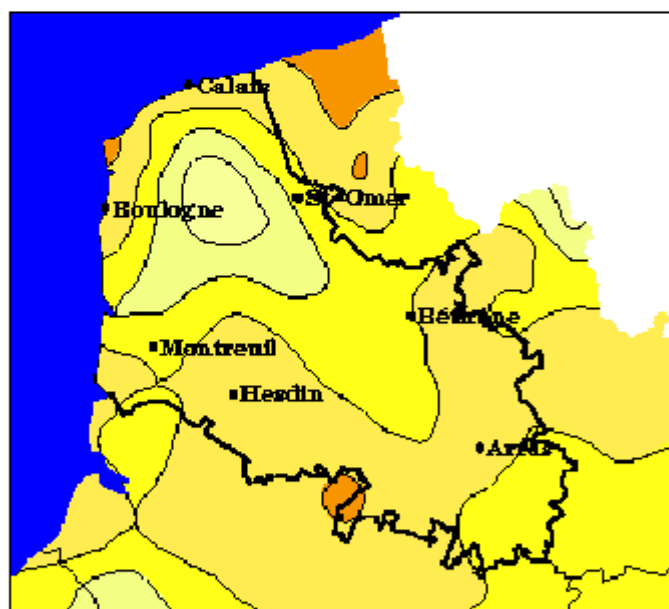 Calais
St-Omer
Boulogne
Béthune
Montreuil
Hesdin
Arras